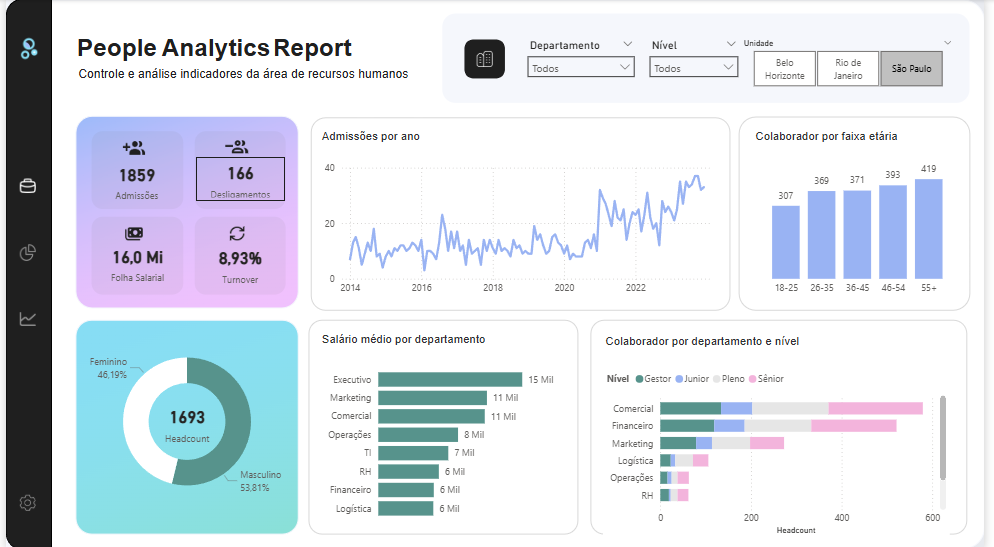 People Analytics Report
Controle e análise indicadores da área de recursos humanos
Departamento
Todos
Nível
Todos
Unidade
Belo
Horizonte
Rio de
Janeiro
São Paulo
1859
Admissões
166
Desligamentos
16,0 Mi
Folha Salarial
8,93%
Turnover
Admissões por ano
40
20
0
2014
2016
2018
2020
2022
Colaborador por faixa etária
307
369
371
393
419
18-25
26-35
36-45
46-54
55+
Feminino
46,19%
1693
Headcount
Masculino
53,81%
Salário médio por departamento
Executivo 15 Mil
Marketing 11 Mil
Comercial 11 Mil
Operações 8 Mil
TI 7 Mil
RH 6 Mil
Financeiro 6 Mil
Logística 6 Mil
Colaborador por departamento e nível
Nível Gestor Junior Pleno Sênior
Comercial
Financeiro
Marketing
Logística
Operações
RH
0 200 400 600
Headcount